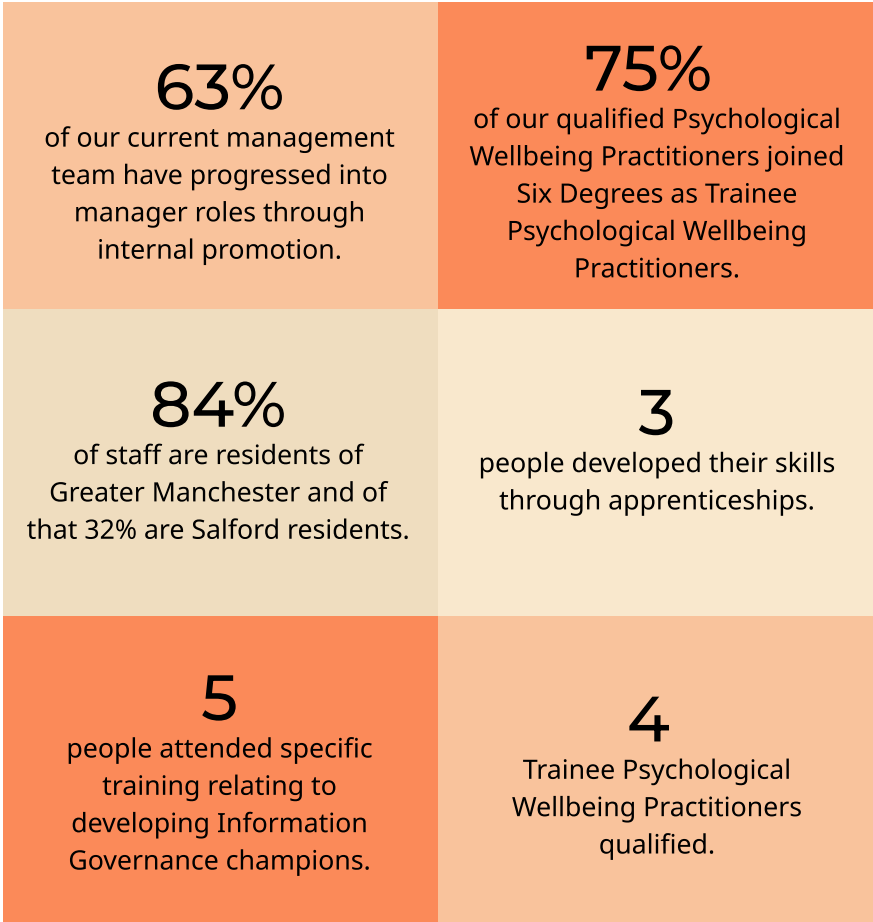 63%
of our current management
team have progressed into
manager roles through
internal promotion.
75%
of our qualified Psychological
Wellbeing Practitioners joined
Six Degrees as Trainee
Psychological Wellbeing
Practitioners.
84%
of staff are residents of
Greater Manchester and of
that 32% are Salford residents.
3
people developed their skills
through apprenticeships.
5
people attended specific
training relating to
developing Information
Governance champions.
4
Trainee Psychological
Wellbeing Practitioners
qualified.